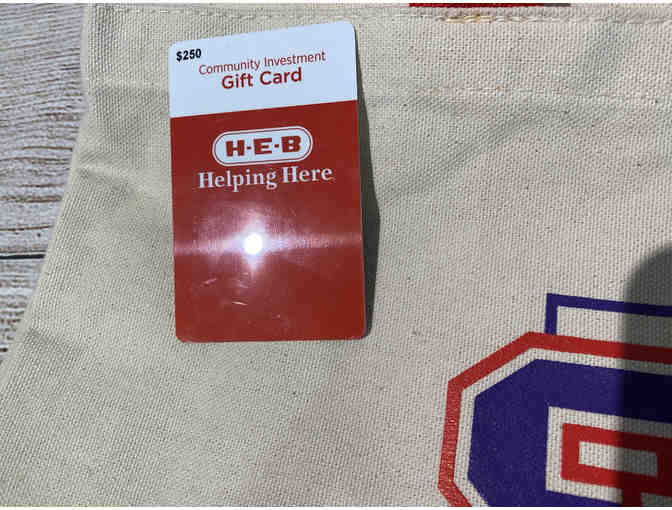 $250
Community Investment
Gift Card
H-E-B
Helping Here